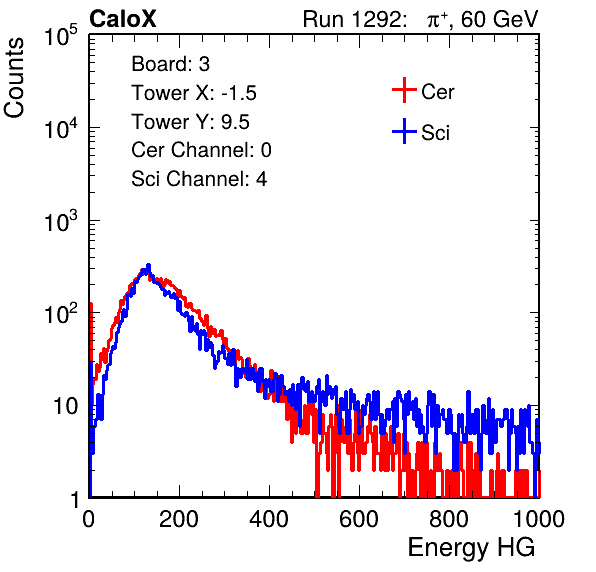 CaloX Run 1292: π⁺, 60 GeV
Counts
10⁵
10⁴
10³
10²
10
1
Board: 3
Tower X: -1.5
Tower Y: 9.5
Cer Channel: 0
Sci Channel: 4
Cer
Sci
0 200 400 600 800 1000
Energy HG